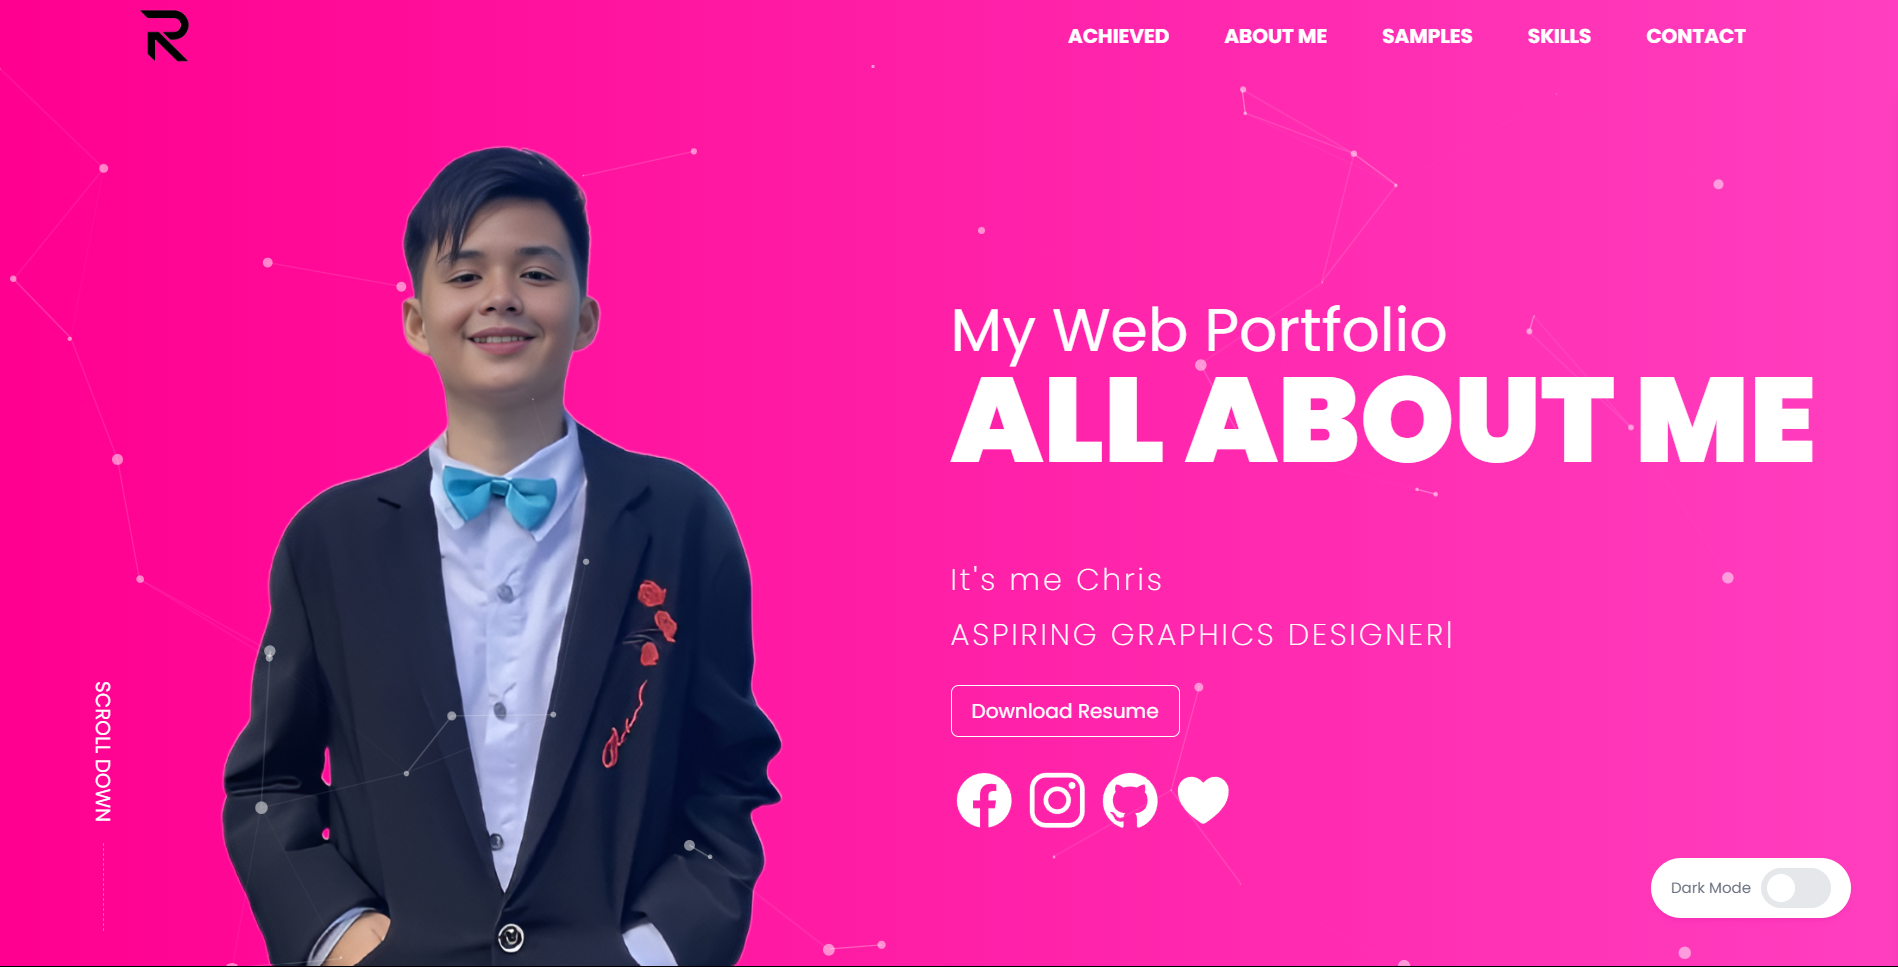 R
ACHIEVED ABOUT ME SAMPLES SKILLS CONTACT
My Web Portfolio
ALL ABOUT ME
It's me Chris
ASPIRING GRAPHICS DESIGNER|
Download Resume
SCROLL DOWN
Dark Mode